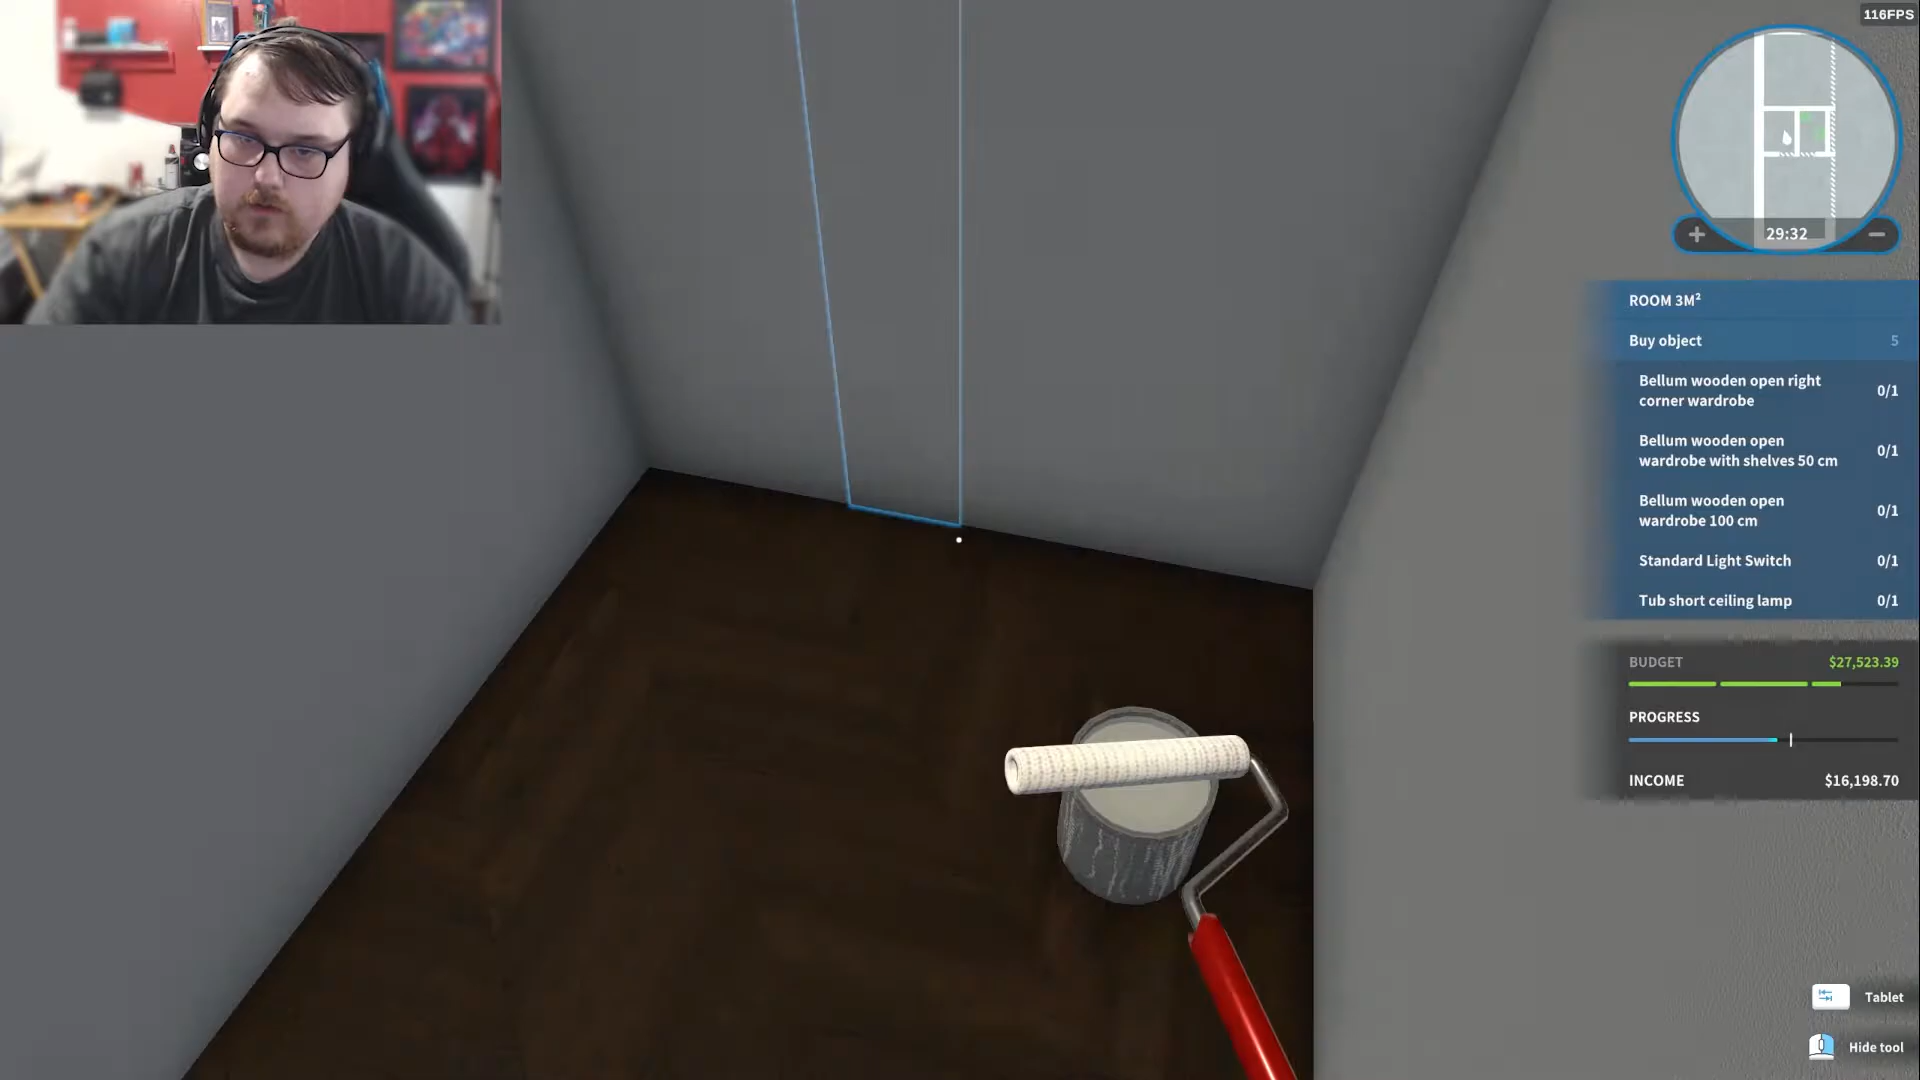 116FPS
29:32
ROOM 3M²
Buy object 5
Bellum wooden open right
corner wardrobe 0/1
Bellum wooden open
wardrobe with shelves 50 cm 0/1
Bellum wooden open
wardrobe 100 cm 0/1
Standard Light Switch 0/1
Tub short ceiling lamp 0/1
BUDGET $27,523.39
PROGRESS
INCOME $16,198.70
Tablet
Hide tool